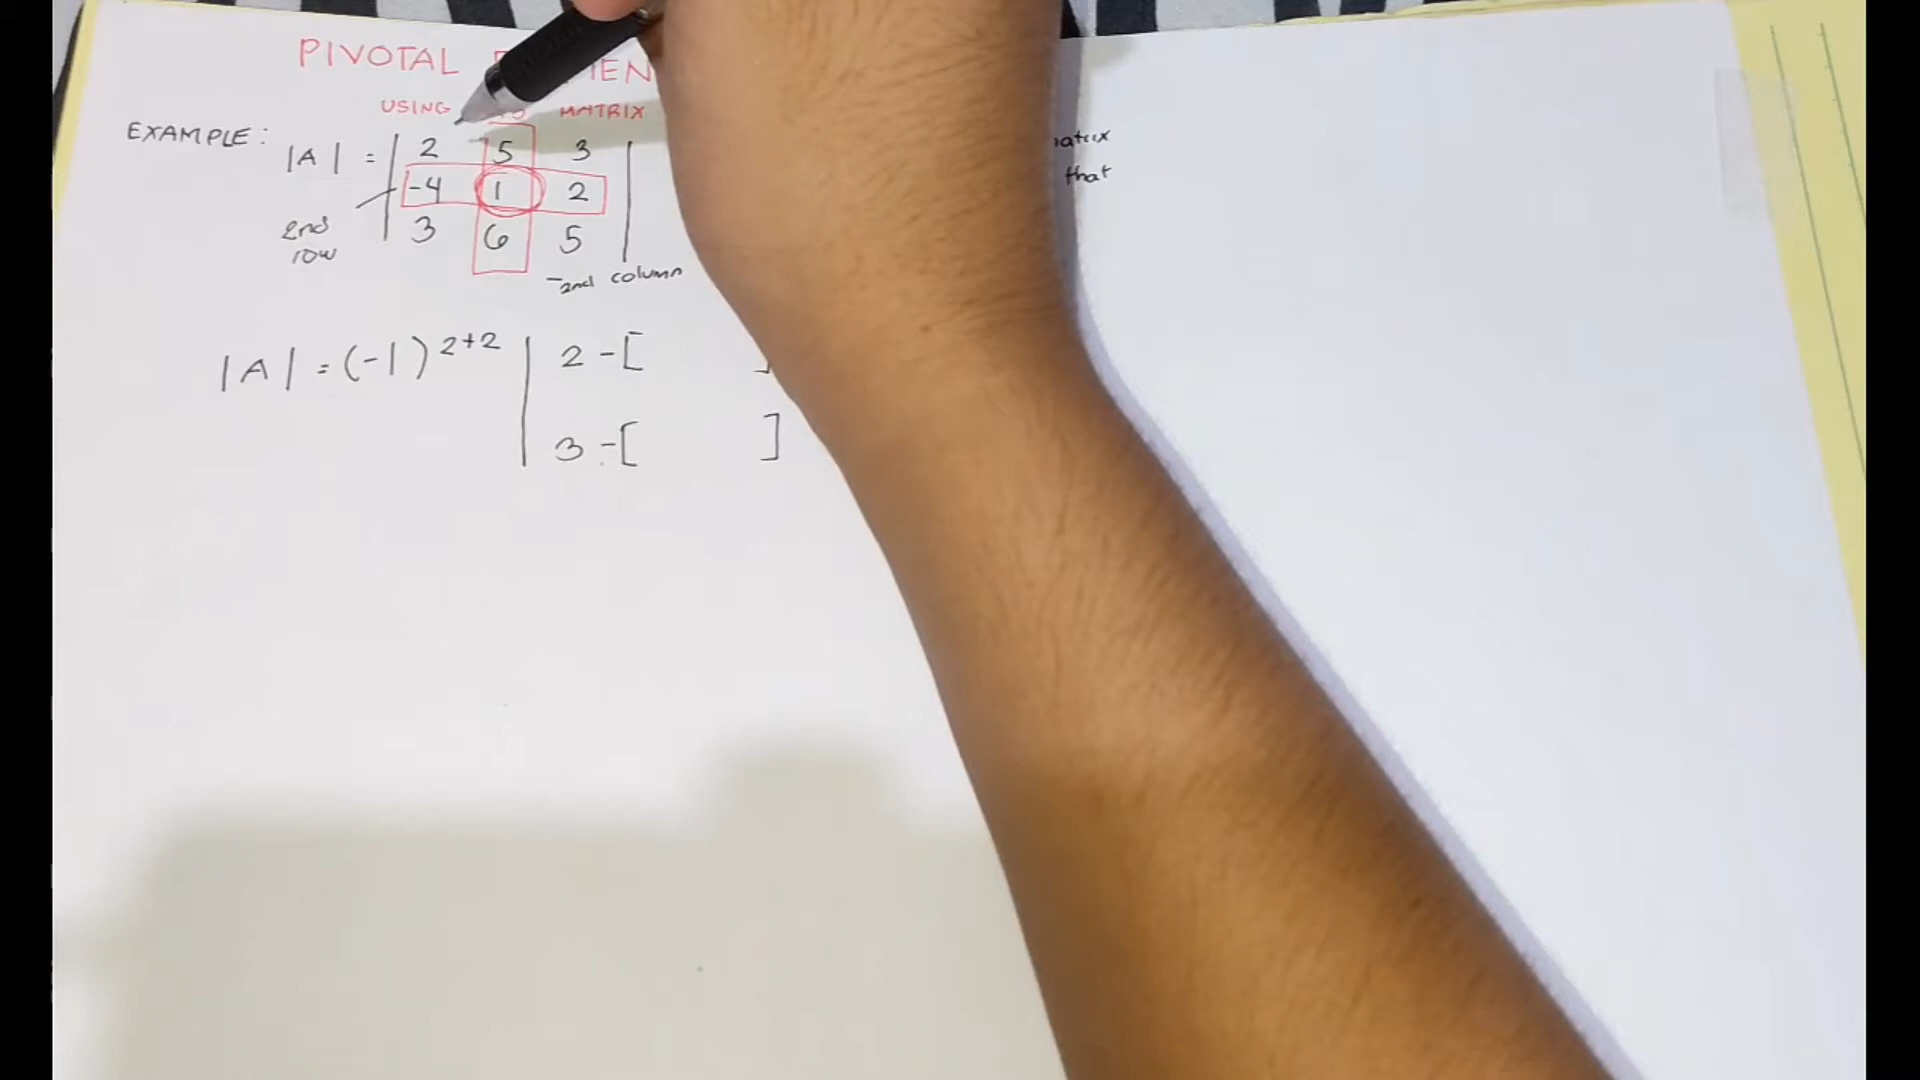 PIVOTAL
USING MATRIX
EXAMPLE: |A| = | 2 5 3 |
-4 1 2
3 6 5
2nd
row
2nd column
atrix
that
|A| = (-1)^{2+2} | 2 -[ ]
3 -[ ]